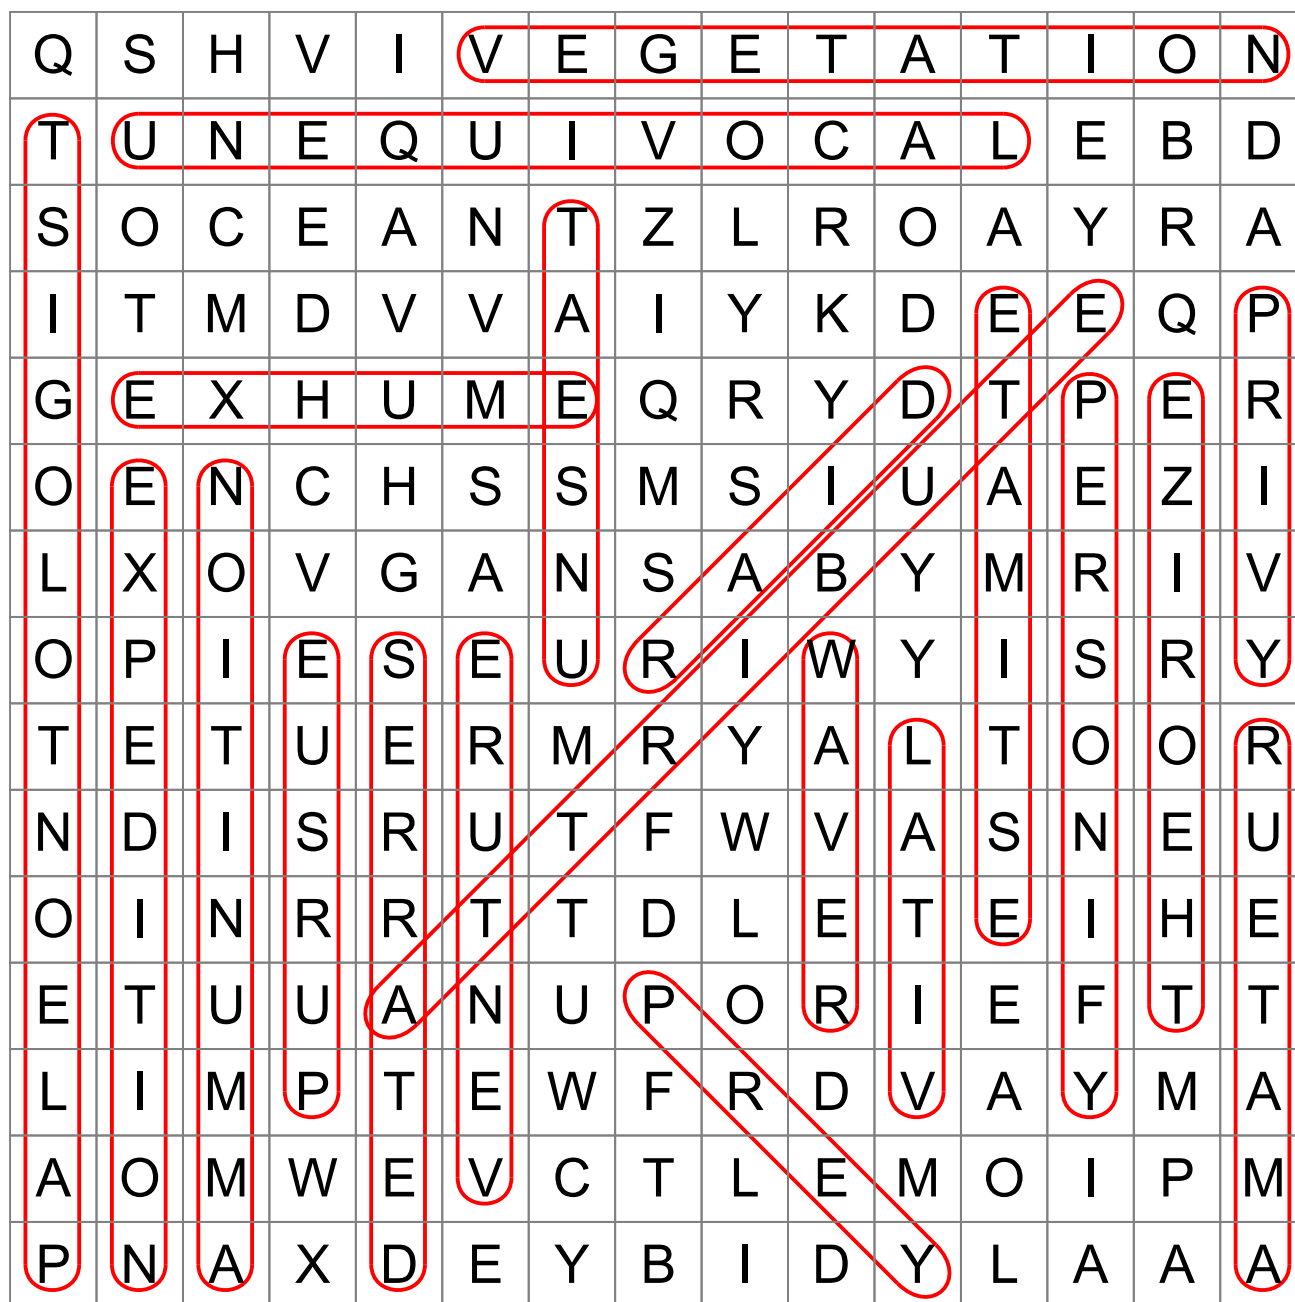 Q S H V I V E G E T A T I O N
T U N E Q U I V O C A L E B D
S O C E A N T Z L R O A Y R A
I T M D V V A I Y K D E E Q P
G E X H U M E Q R Y D T P E R
O E N C H S S M S I U A E Z I
L X O V G A N S A B Y M R I V
O P I E S E U R I W Y I S R Y
T E T U E R M R Y A L T O O R
N D I S R U T F W V A S N E U
O I N R R T T D L E T E I H E
E T U U A N U P O R I E F T T
L I M P T E W F R D V A Y M A
A O M W E V C T L E M O I P M
P N A X D E Y B I D Y L A A A